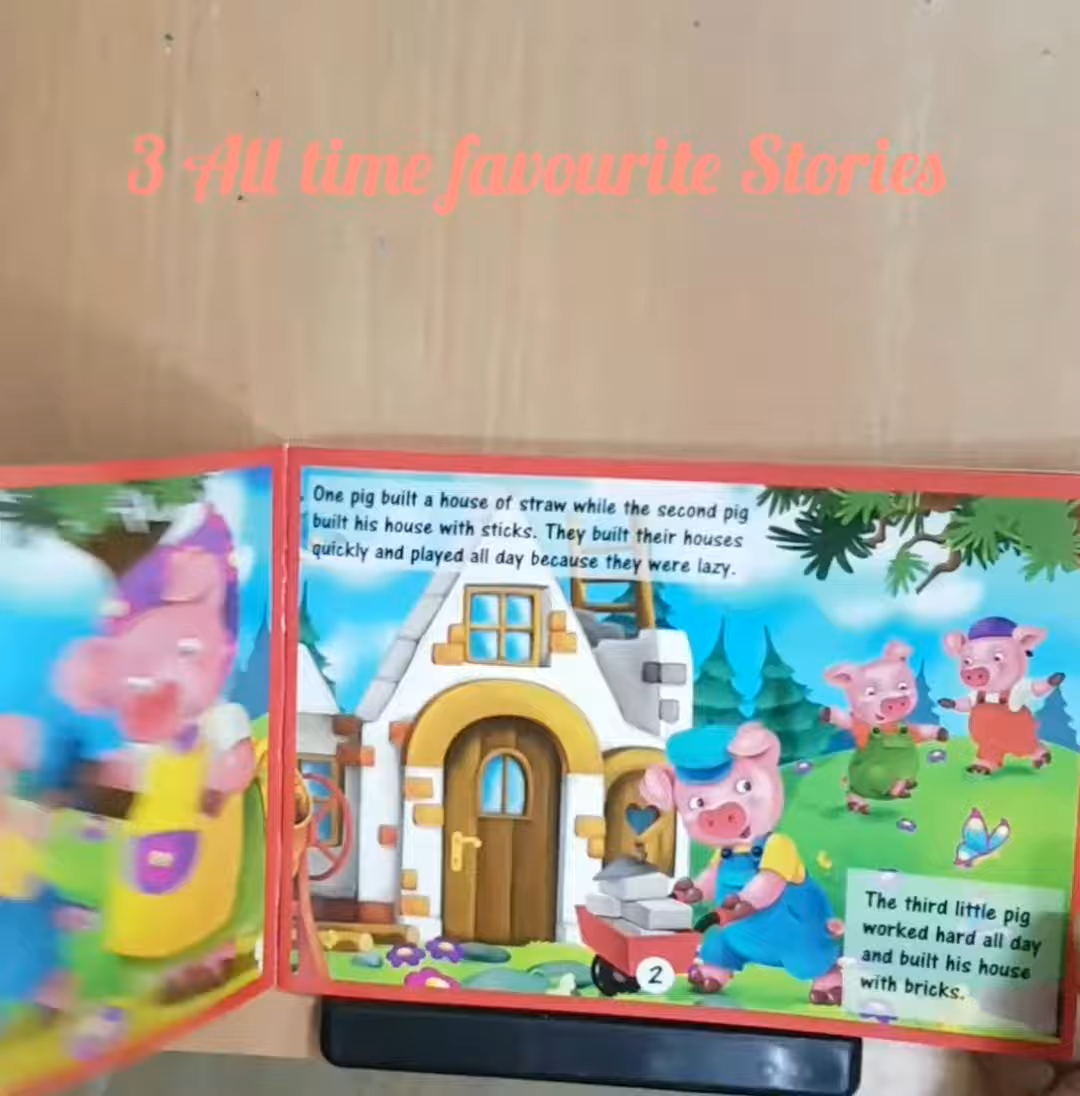 3 All time favourite Stories
One pig built a house of straw while the second pig
built his house with sticks. They built their houses
quickly and played all day because they were lazy.
The third little pig
worked hard all day
and built his house
with bricks.
2